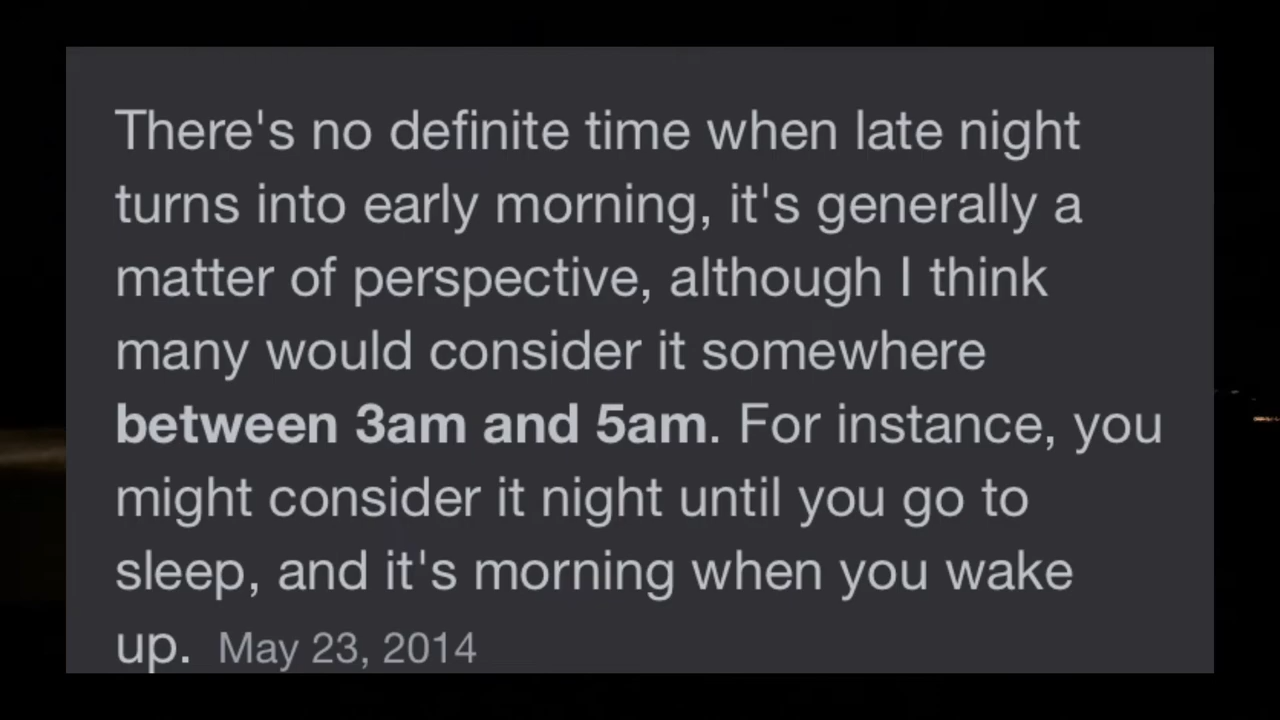 There's no definite time when late night
turns into early morning, it's generally a
matter of perspective, although I think
many would consider it somewhere
between 3am and 5am. For instance, you
might consider it night until you go to
sleep, and it's morning when you wake
up. May 23, 2014